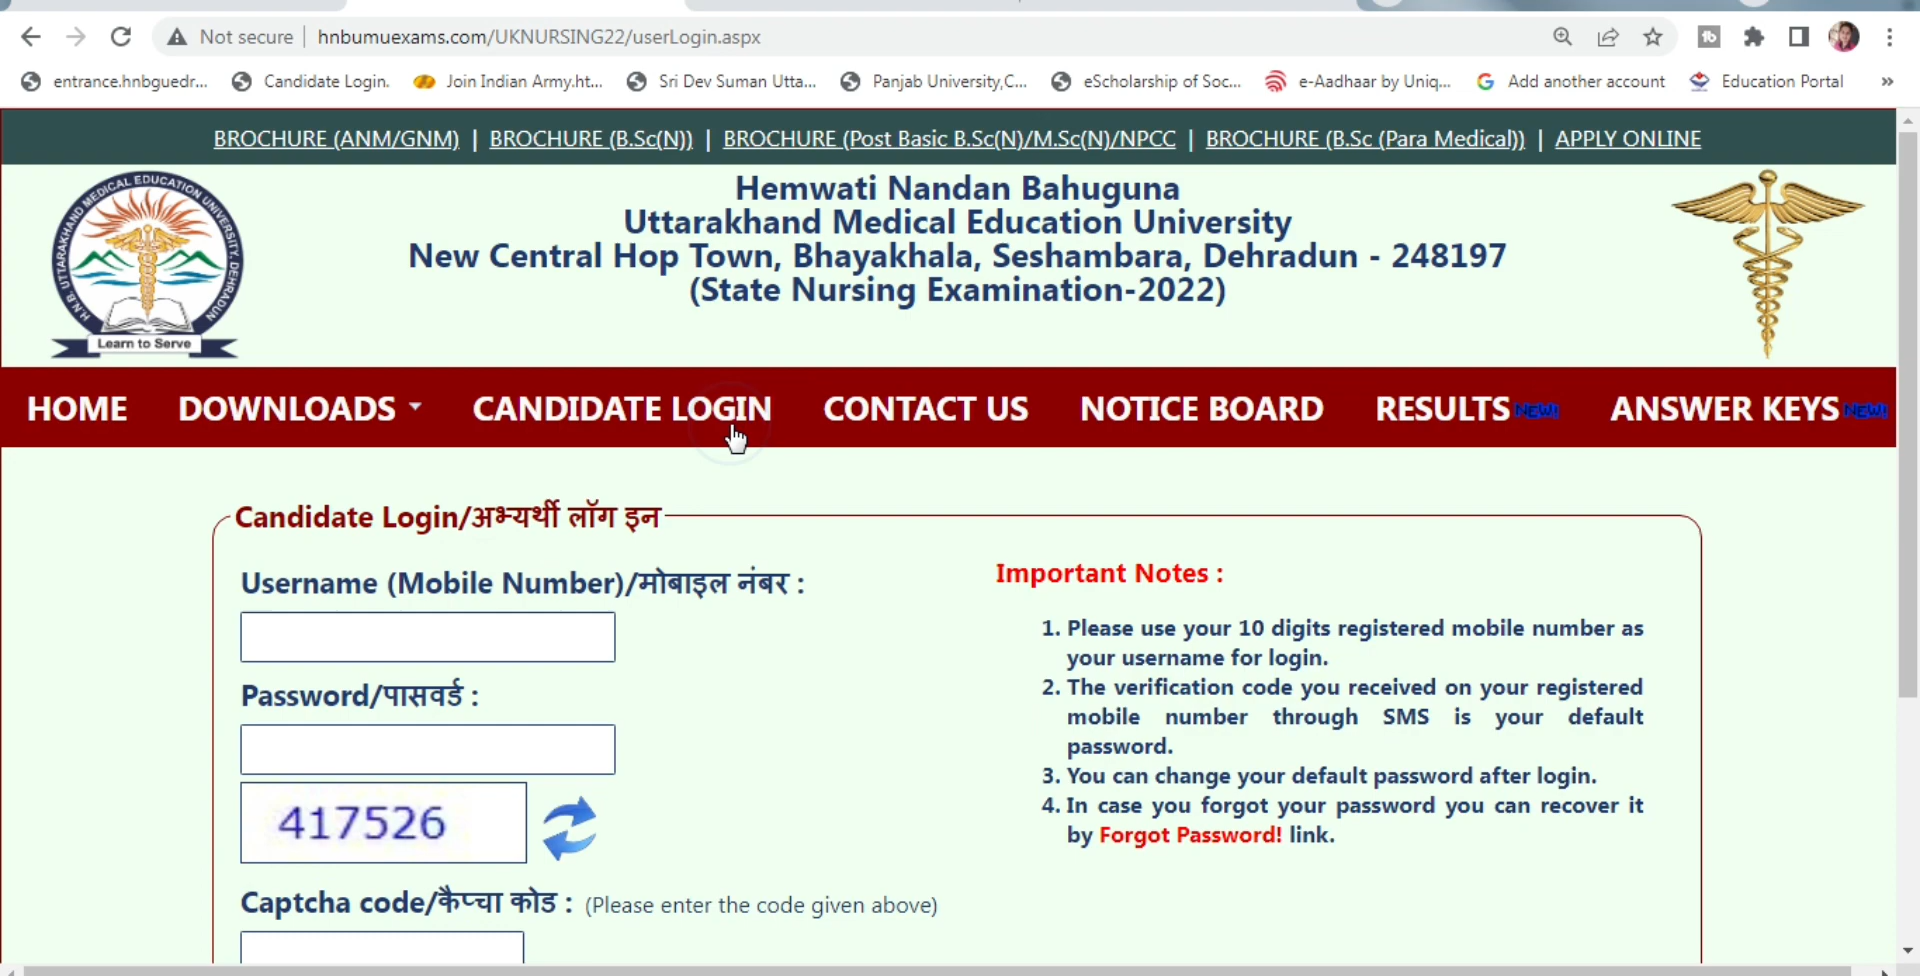 Not secure | hnbumuexams.com/UKNURSING22/userLogin.aspx
entrance.hnbguedr... Candidate Login. Join Indian Army.ht... Sri Dev Suman Utta... Panjab University,C... eScholarship of Soc... e-Aadhaar by Uniq... Add another account Education Portal »
BROCHURE (ANM/GNM) | BROCHURE (B.Sc(N)) | BROCHURE (Post Basic B.Sc(N)/M.Sc(N)/NPCC | BROCHURE (B.Sc (Para Medical)) | APPLY ONLINE
H.N.B. UTTARAKHAND MEDICAL EDUCATION UNIVERSITY, DEHRADUN
Learn to Serve
Hemwati Nandan Bahuguna
Uttarakhand Medical Education University
New Central Hop Town, Bhayakhala, Seshambara, Dehradun - 248197
(State Nursing Examination-2022)
HOME DOWNLOADS CANDIDATE LOGIN CONTACT US NOTICE BOARD RESULTS NEW! ANSWER KEYS NEW!
Candidate Login/अभ्यर्थी लॉग इन
Username (Mobile Number)/मोबाइल नंबर :
Password/पासवर्ड :
417526
Captcha code/कैप्चा कोड : (Please enter the code given above)
Important Notes :
1. Please use your 10 digits registered mobile number as
your username for login.
2. The verification code you received on your registered
mobile number through SMS is your default
password.
3. You can change your default password after login.
4. In case you forgot your password you can recover it
by Forgot Password! link.